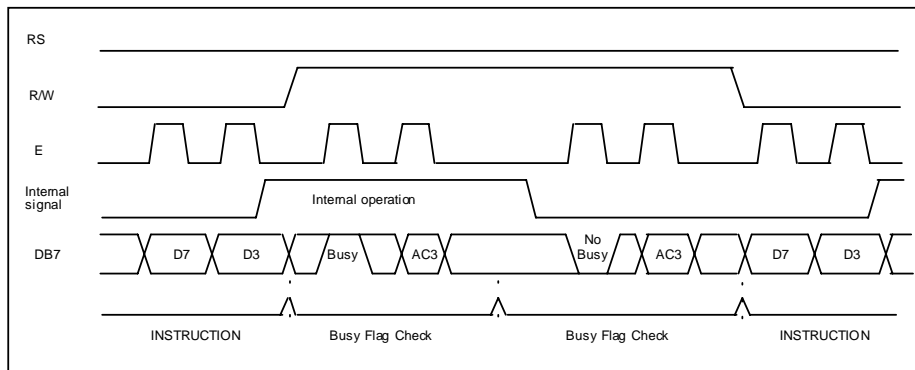 RS
R/W
E
Internal
signal
Internal operation
DB7
D7
D3
Busy
AC3
No
Busy
AC3
D7
D3
INSTRUCTION
Busy Flag Check
Busy Flag Check
INSTRUCTION